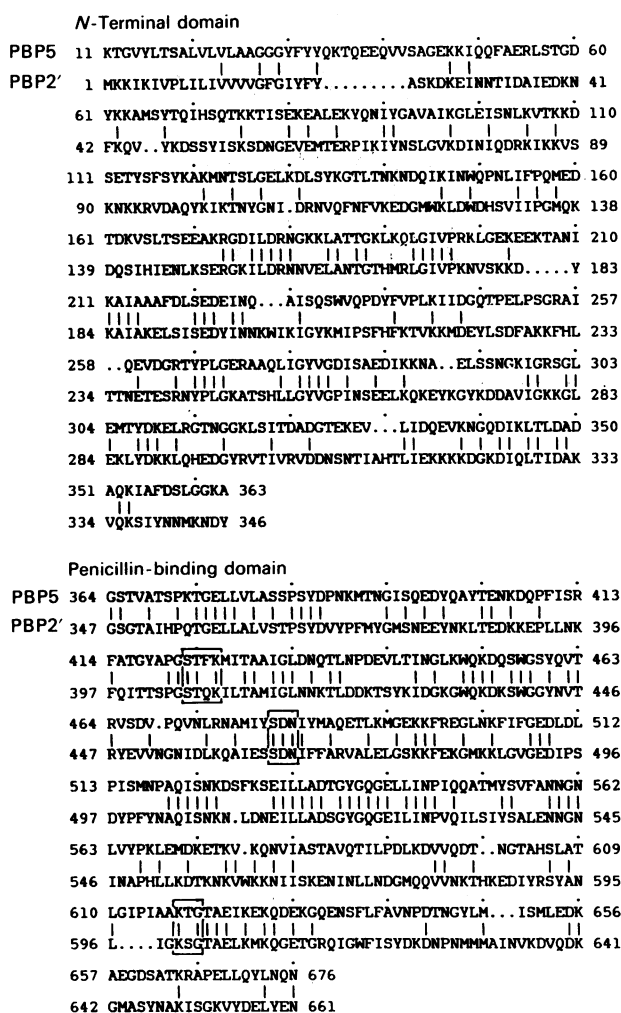 N-Terminal domain
PBP5 11 KTGVYLTSALVLVLAAGGGYFYYQKTQEEQVVSAGEKKIQQFAERLSTGD 60
PBP2' 1 MKKIKIVPLILIVVVVGFGIYFYF.........ASKDKEINNTIDAIEDKN 41
61 YKKAMSYTQIHSQTKKTISEKEALEKYQNIYGAVAIKGLEISNLKVTKKD 110
42 FKQV..YKDSSYISKSDNGEVEMTERPIKIYNSLGVKDINIQDRKIKKVS 89
111 SETYSFSYKAKMNTSLGELKDLSYKGTLTNKNDQIKINWQPNLIFPQMED 160
90 KNKKRVDAQYKIKTNYGNI.DRNVQFNFVKEDGMWKLDWDHSVIIPGMQK 138
161 TDKVSLTSEEAKRGDILDRNGKKLATTGKLKQLGIVPRKLGEKEEKTANI 210
139 DQSIHIENLKSERGKILDRNNVELANTGTHMRLGIVPKNVSKKD.....Y 183
211 KAIAAAFDLSEDEINQ...AISQSWVQPDYFVPLKIIDGQTPELPSGRAI 257
184 KAIAKELSISEDYINNKWIKIGYKMIPSFHFKTVKKMDEYLSDFAKKFHL 233
258 ..QEVDGRTYPLGERAAQLIGYVGDISAEDIKKNA..ELSSNGKIGRSGL 303
234 TTNETESRNYPLGKATSHLLGYVGPINSEELKQKEYKGYKDDAVIGKKGL 283
304 EMTYDKELRGTNGGKLSITDADGTEKEV...LIDQEVKNGQDIKLTLDAD 350
284 EKLYDKKLQHEDGYRVTIVRVDDNSNTIAHTLIEKKKKDGKDIQLTIDAK 333
351 AQKIAFDSLGGKA 363
334 VQKSIYNNMKNDY 346
Penicillin-binding domain
PBP5 364 GSTVATSPKTGELLVLASSPSYDPNKMTNGISQEDYQAYTENKDQPFISR 413
PBP2' 347 GSGTAIHPQTGELLALVSTPSYDVYPFMYGMSNEEYNKLTEDKKEPLLNK 396
414 FATGYAPGSTFKMITAAIGLDNQTLNPDEVLTINGLKWQKDQSWGSYQVT 463
397 FQITTSPGSTQKILTAMIGLNNKTLDDKTSYKIDGKGWQKDKSWGGYNVT 446
464 RVSDV.PQVNLRNAMIYSDNIYMAQETLKMGEKKFREGLNKFIFGEDLDL 512
447 RYEVVNGNIDLKQAIESSDNIFFARVALELGSKKFEKGMKKLGVGEDIPS 496
513 PISMNPAQISNKDSFKSEILLADTGYGQGELLINPIQQATMYSVFANNGN 562
497 DYPFYNAQISNKN.LDNEILLADSGYGQGEILINPVQILSIYSALENNGN 545
563 LVYPKLEMDKETKV.KQNVIASTAVQTILPDLKDVVQDT..NGTAHSLAT 609
546 INAPHLLKDTKNKVWKKNIISKENINLLNDGMQQVVNKTHKEDIYRSYAN 595
610 LGIPIAAKTGTAEIKEKQDEKGQENSFLFAVNPDTNGYLM...ISMLEDK 656
596 L....IGKSGTAELKMKQGETGRQIGWFISYDKDNPNMMMAINVKDVQDK 641
657 AEGDSATKRAPELLQYLNQN 676
642 GMASYNAKISGKVYDELYEN 661